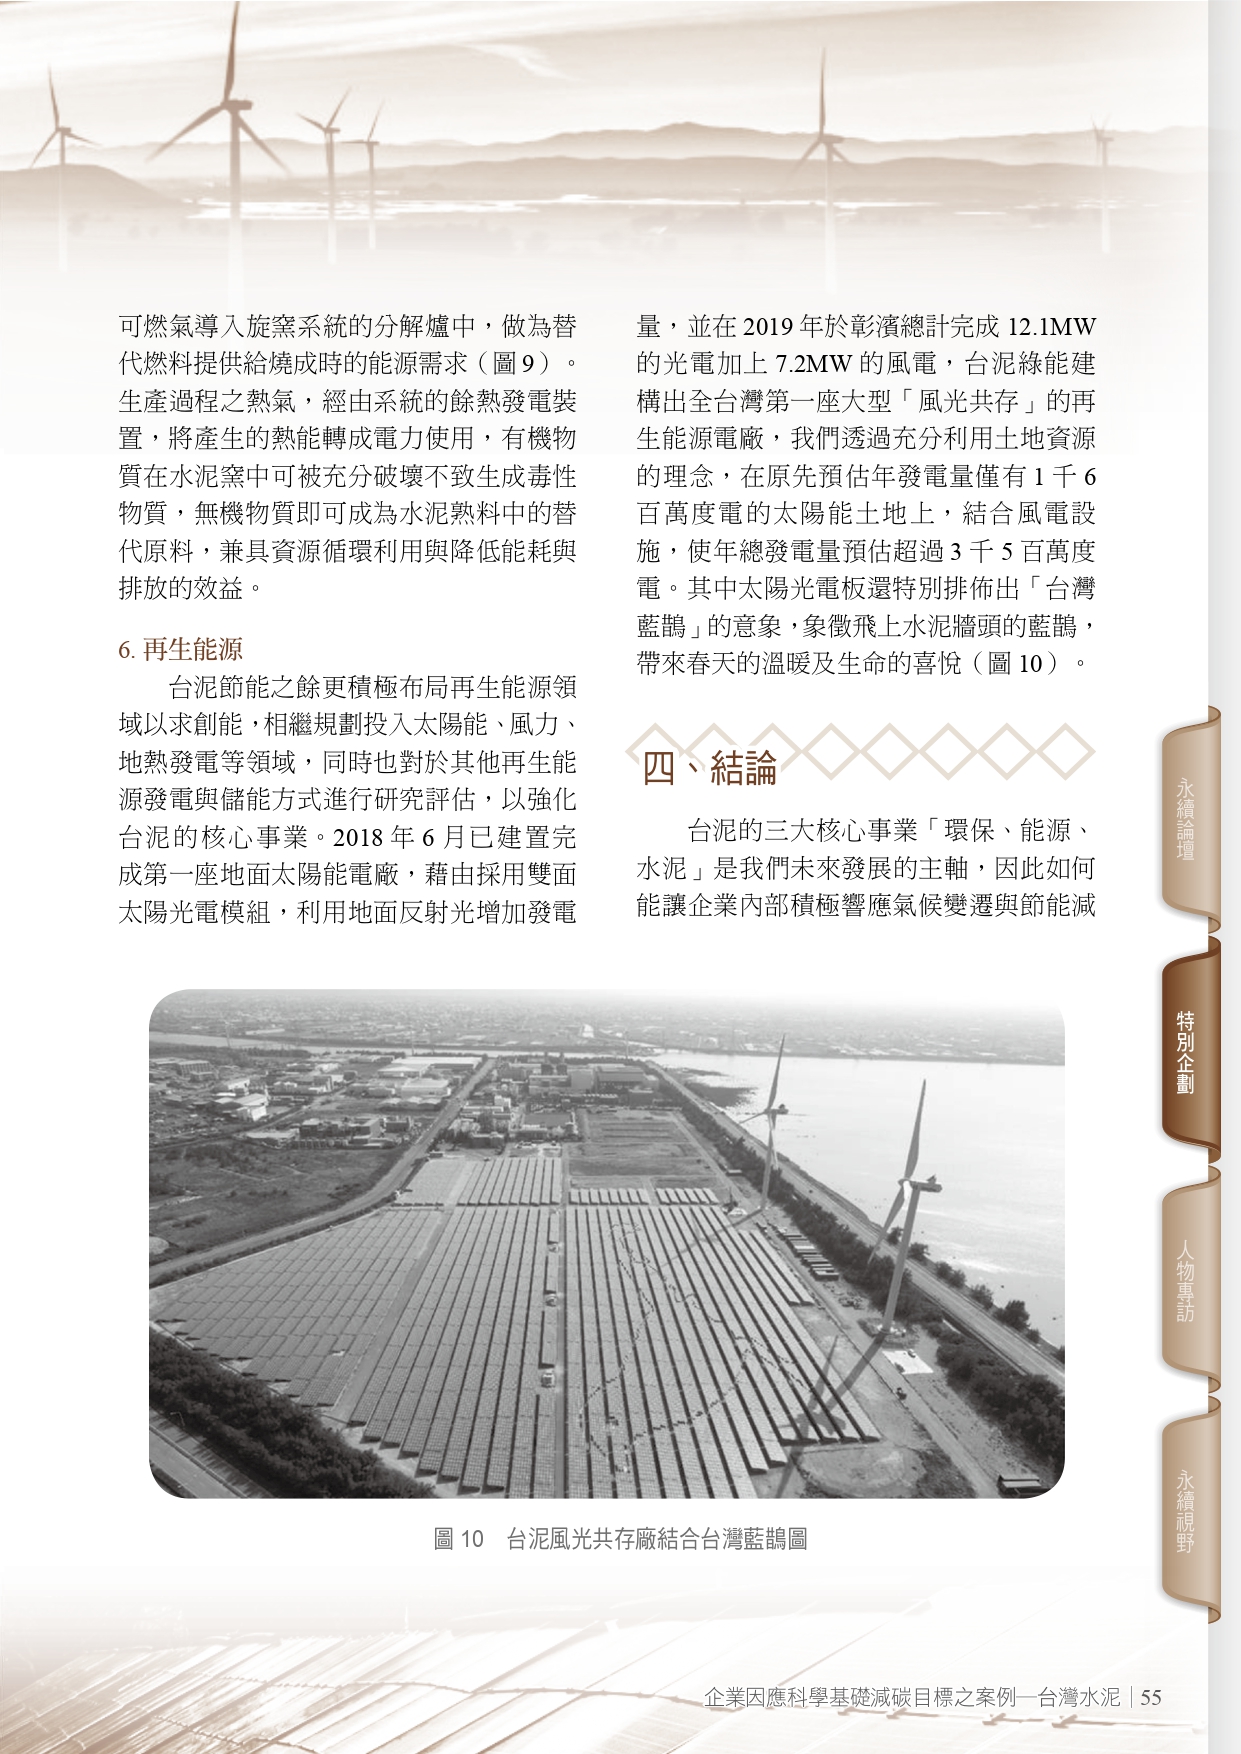 可燃氣導入旋窯系統的分解爐中，做為替
代燃料提供給燒成時的能源需求（圖9）。
生產過程之熱氣，經由系統的餘熱發電裝
置，將產生的熱能轉成電力使用，有機物
質在水泥窯中可被充分破壞不致生成毒性
物質，無機物質即可成為水泥熟料中的替
代原料，兼具資源循環利用與降低能耗與
排放的效益。
6. 再生能源
台泥節能之餘更積極布局再生能源領
域以求創能，相繼規劃投入太陽能、風力、
地熱發電等領域，同時也對於其他再生能
源發電與儲能方式進行研究評估，以強化
台泥的核心事業。2018 年 6 月已建置完
成第一座地面太陽能電廠，藉由採用雙面
太陽光電模組，利用地面反射光增加發電
量，並在 2019 年於彰濱總計完成 12.1MW
的光電加上 7.2MW 的風電，台泥綠能建
構出全台灣第一座大型「風光共存」的再
生能源電廠，我們透過充分利用土地資源
的理念，在原先預估年發電量僅有 1 千 6
百萬度電的太陽能土地上，結合風電設
施，使年總發電量預估超過 3 千 5 百萬度
電。其中太陽光電板還特別排佈出「台灣
藍鵲」的意象，象徵飛上水泥牆頭的藍鵲，
帶來春天的溫暖及生命的喜悅（圖 10）。
四、結論
台泥的三大核心事業「環保、能源、
水泥」是我們未來發展的主軸，因此如何
能讓企業內部積極響應氣候變遷與節能減
圖 10　台泥風光共存廠結合台灣藍鵲圖
永續論壇
特別企劃
人物專訪
永續視野
企業因應科學基礎減碳目標之案例─台灣水泥｜55